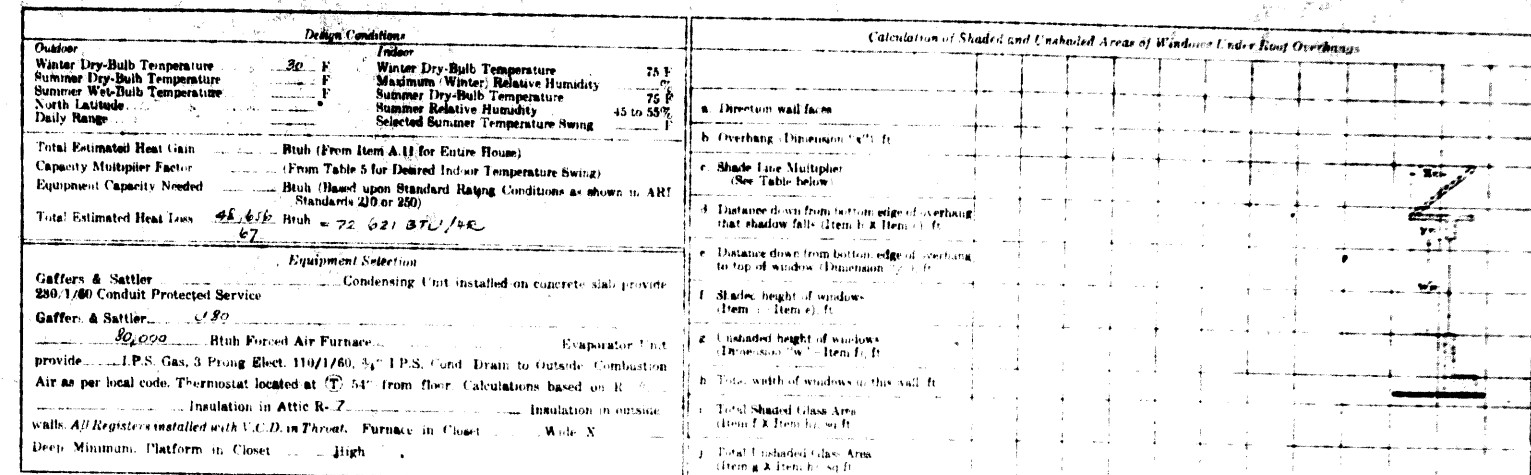 Design Conditions
Outdoor Indoor
Winter Dry-Bulb Temperature 30 F Winter Dry-Bulb Temperature 75 F
Summer Dry-Bulb Temperature F Maximum (Winter) Relative Humidity %
Summer Wet-Bulb Temperature F Summer Dry-Bulb Temperature 75 F
North Latitude ° Summer Relative Humidity 45 to 55%
Daily Range Selected Summer Temperature Swing F
Total Estimated Heat Gain Btuh (From Item A.11 for Entire House)
Capacity Multiplier Factor (From Table 5 for Desired Indoor Temperature Swing)
Equipment Capacity Needed Btuh (Based upon Standard Rating Conditions as shown in ARI
Standards 210 or 250)
Total Estimated Heat Loss 48,656 Btuh = 72 621 BTU/HR
67
Equipment Selection
Gaffers & Sattler Condensing Unit installed on concrete slab provide
230/1/60 Conduit Protected Service
Gaffers & Sattler 80
80,000 Btuh Forced Air Furnace Evaporator Unit
provide I.P.S. Gas, 3 Prong Elect. 110/1/60, ¾" I.P.S. Cond. Drain to Outside Combustion
Air as per local code. Thermostat located at (T) 54" from floor. Calculations based on R
Insulation in Attic R-7 Insulation in outside
walls. All Registers installed with V.C.D. in Throat. Furnace in Closet Wide X
Deep Minimum. Platform in Closet High
Calculation of Shaded and Unshaded Areas of Windows Under Roof Overhangs
a Direction wall faces
b Overhang (Dimension "x") ft
c Shade Line Multiplier
(See Table below)
d Distance down from bottom edge of overhang
that shadow falls (Item b X Item c), ft
e Distance down from bottom edge of overhang
to top of window (Dimension "y"), ft
f Shaded height of windows
(Item d - Item e), ft
g Unshaded height of windows
(Dimension "w" - Item f), ft
h Total width of windows in this wall, ft
i Total Shaded Glass Area
(Item f X Item h), sq ft
j Total Unshaded Glass Area
(Item g X Item h), sq ft